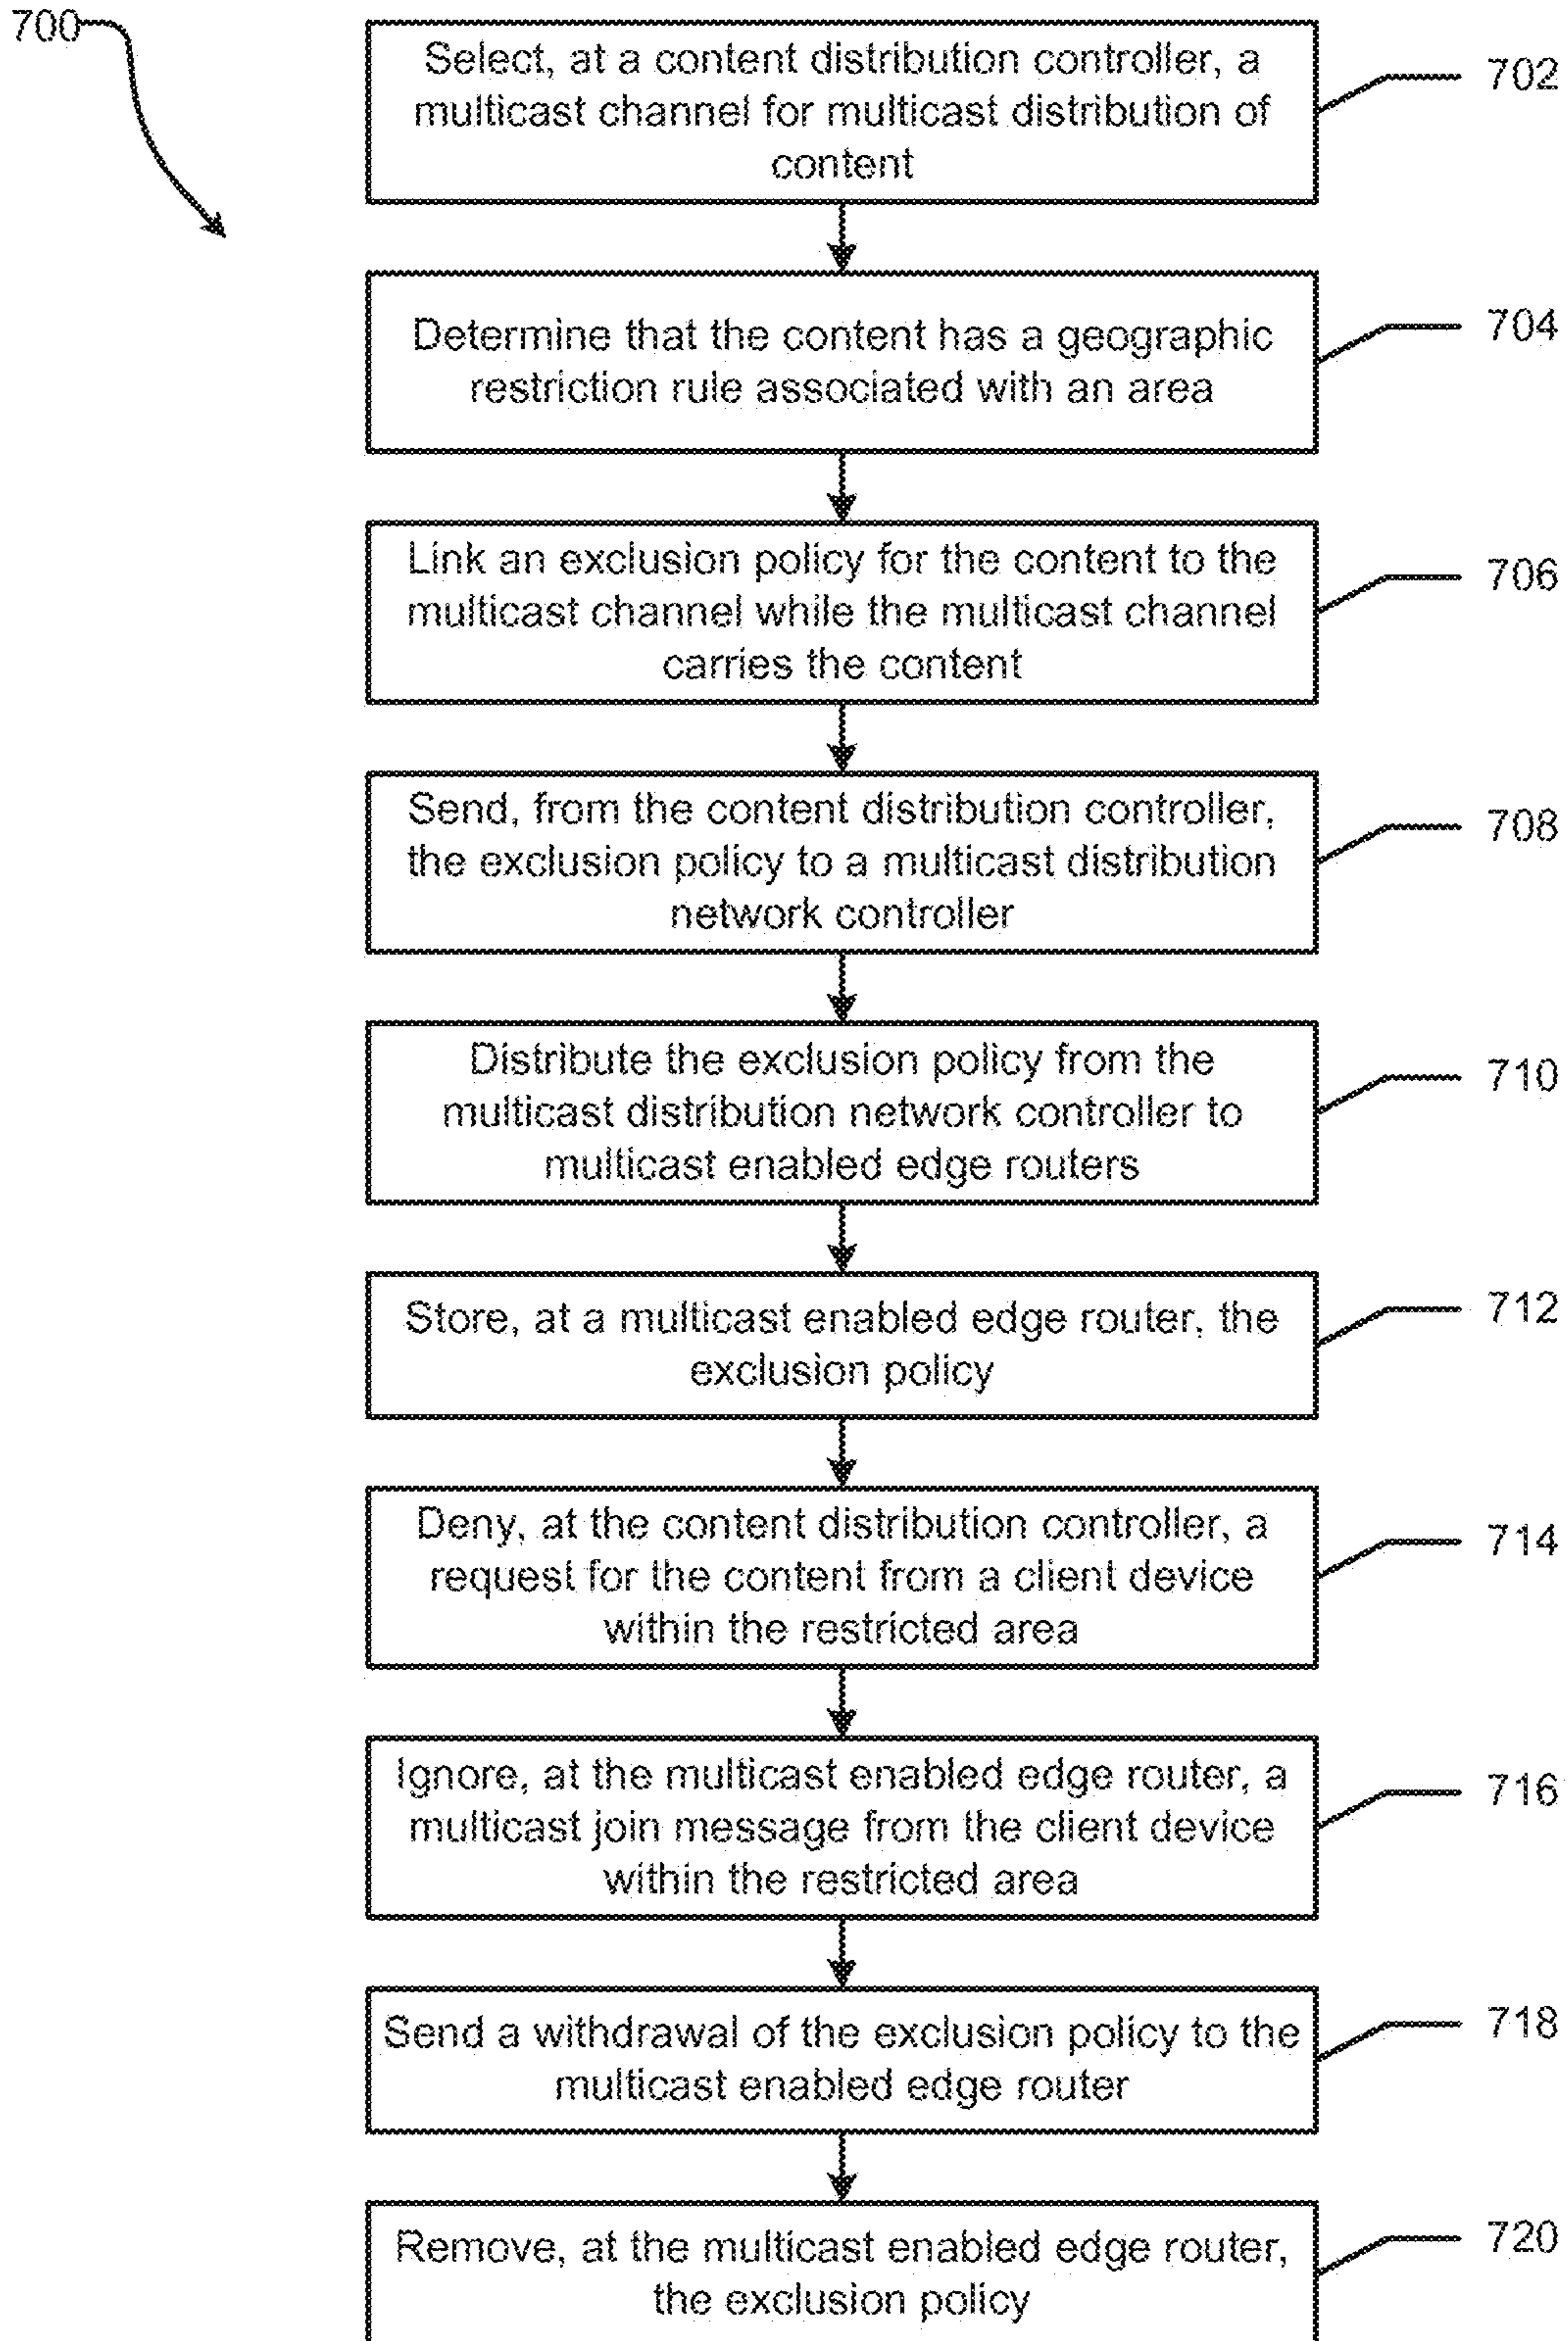 700
Select, at a content distribution controller, a
multicast channel for multicast distribution of
content
702
Determine that the content has a geographic
restriction rule associated with an area
704
Link an exclusion policy for the content to the
multicast channel while the multicast channel
carries the content
706
Send, from the content distribution controller,
the exclusion policy to a multicast distribution
network controller
708
Distribute the exclusion policy from the
multicast distribution network controller to
multicast enabled edge routers
710
Store, at a multicast enabled edge router, the
exclusion policy
712
Deny, at the content distribution controller, a
request for the content from a client device
within the restricted area
714
Ignore, at the multicast enabled edge router, a
multicast join message from the client device
within the restricted area
716
Send a withdrawal of the exclusion policy to the
multicast enabled edge router
718
Remove, at the multicast enabled edge router,
the exclusion policy
720